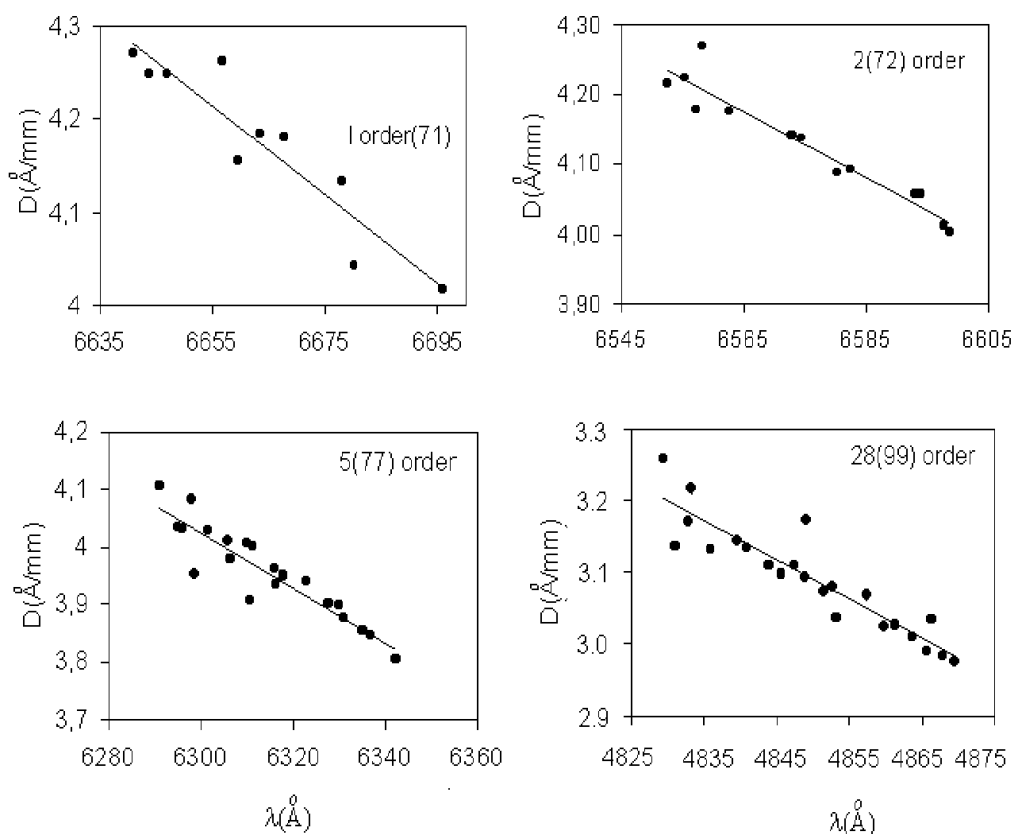 4,3
4,2
4,1
4
D(Å/mm)
I order(71)
6635 6655 6675 6695
4,30
4,20
4,10
4,00
3,90
D(Å/mm)
2(72) order
6545 6565 6585 6605
4,2
4,1
4
3,9
3,8
3,7
D(Å/mm)
5(77) order
6280 6300 6320 6340 6360
λ(Å)
3.3
3.2
3.1
3.0
2.9
D(Å/mm)
28(99) order
4825 4835 4845 4855 4865 4875
λ(Å)